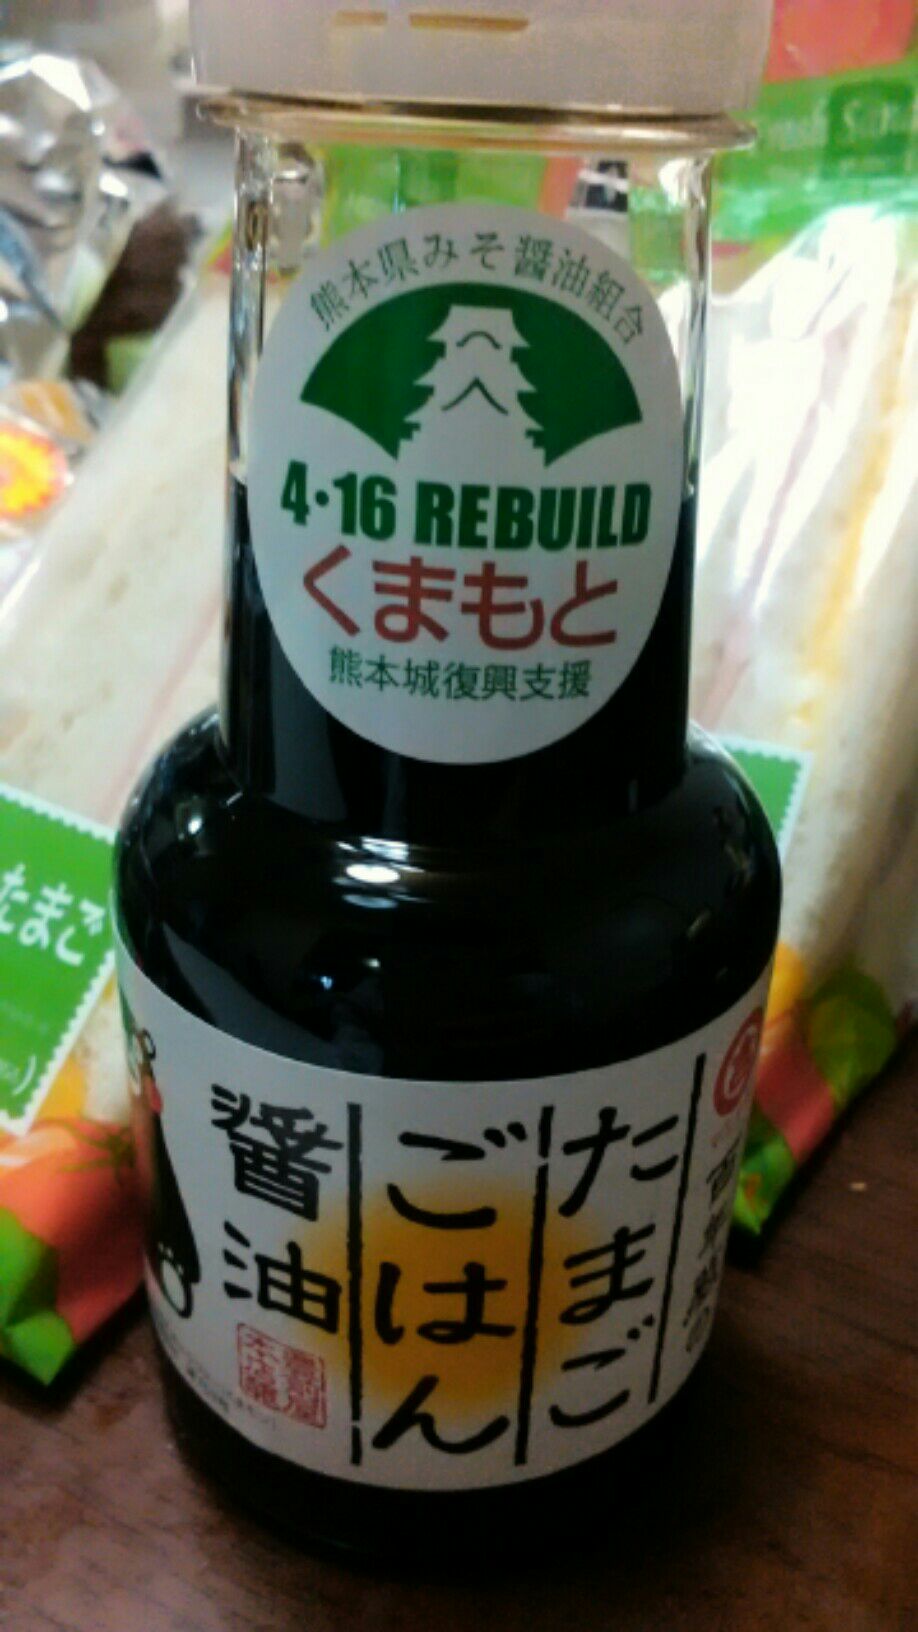 熊本県みそ醤油組合
4・16 REBUILD
くまもと
熊本城復興支援
たまご
たまご
ごはん
醤油